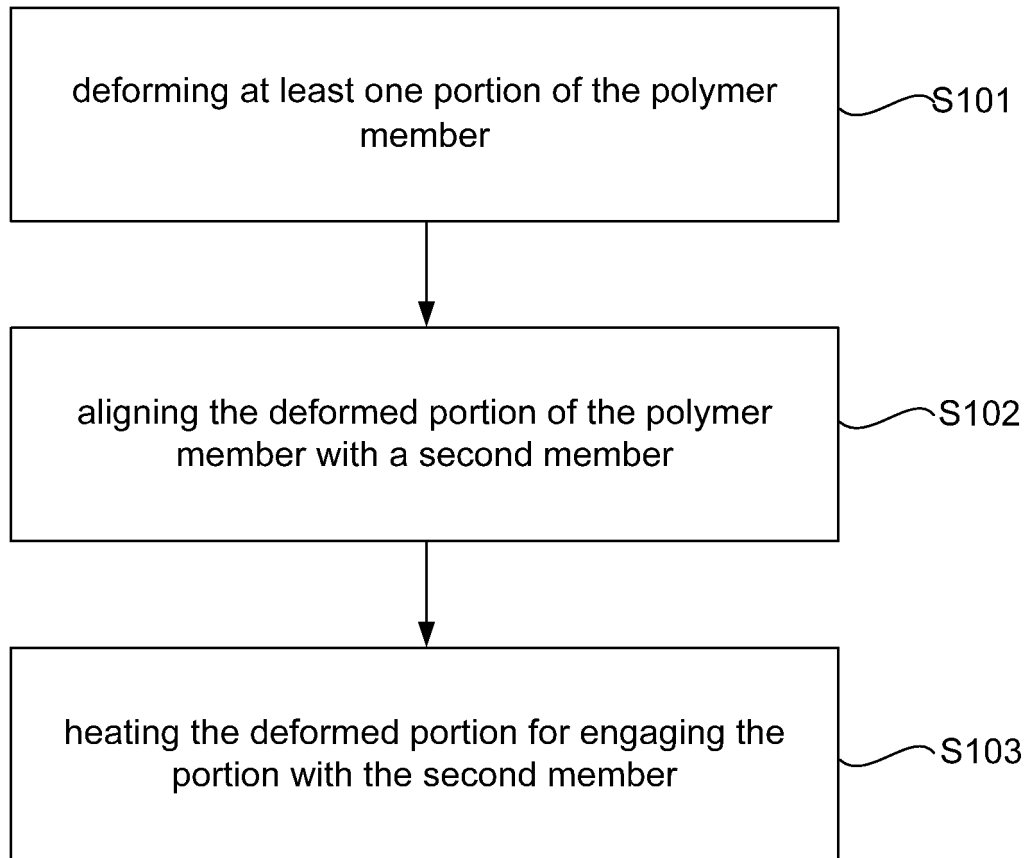 deforming at least one portion of the polymer
member
S101
aligning the deformed portion of the polymer
member with a second member
S102
heating the deformed portion for engaging the
portion with the second member
S103